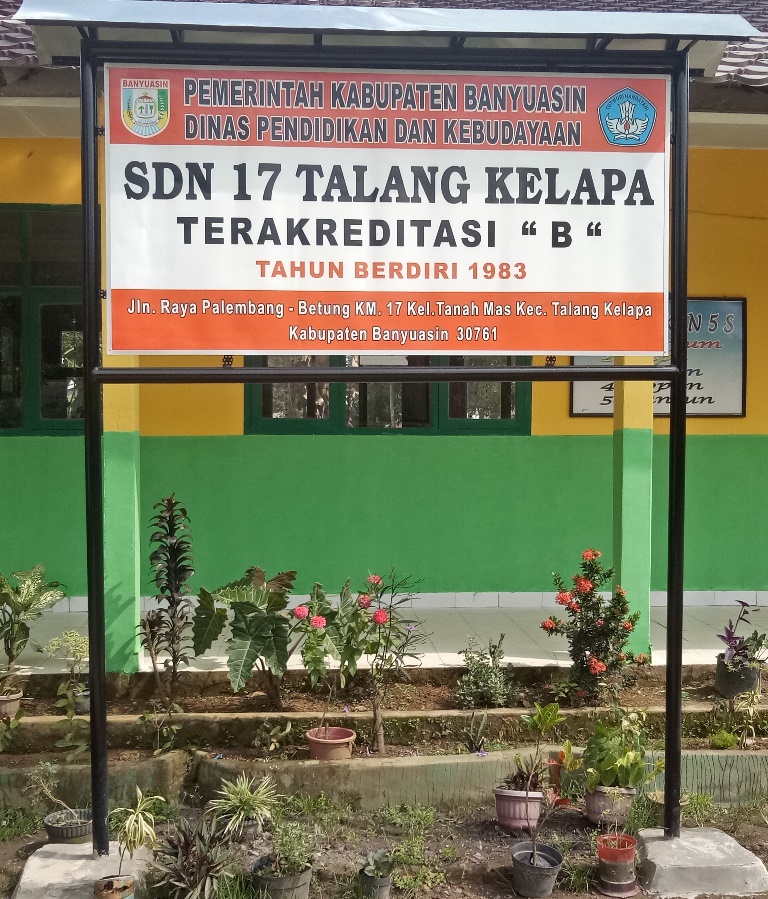 BANYUASIN
PEMERINTAH KABUPATEN BANYUASIN
DINAS PENDIDIKAN DAN KEBUDAYAAN
SDN 17 TALANG KELAPA
TERAKREDITASI “ B “
TAHUN BERDIRI 1983
Jln. Raya Palembang - Betung KM. 17 Kel.Tanah Mas Kec. Talang Kelapa
Kabupaten Banyuasin 30761
N 5 S